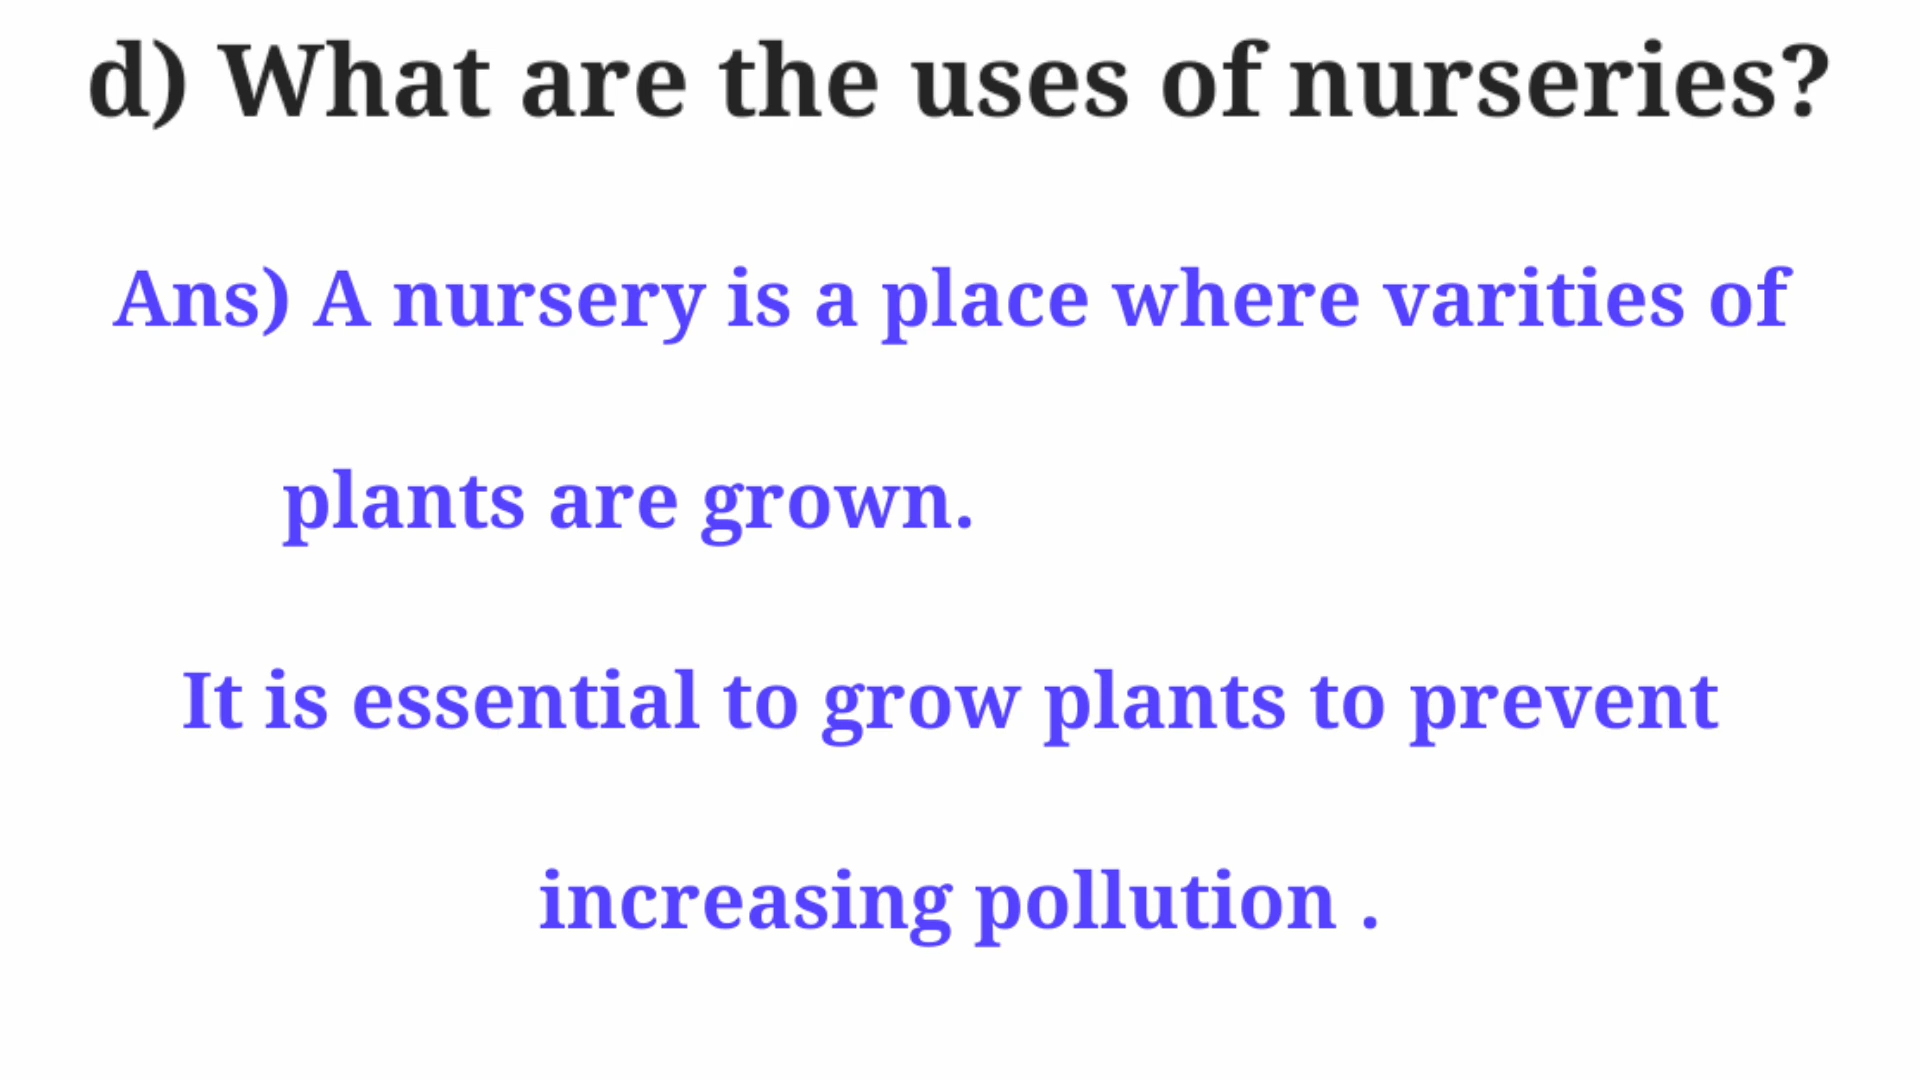 d) What are the uses of nurseries?
Ans) A nursery is a place where varities of
plants are grown.
It is essential to grow plants to prevent
increasing pollution .